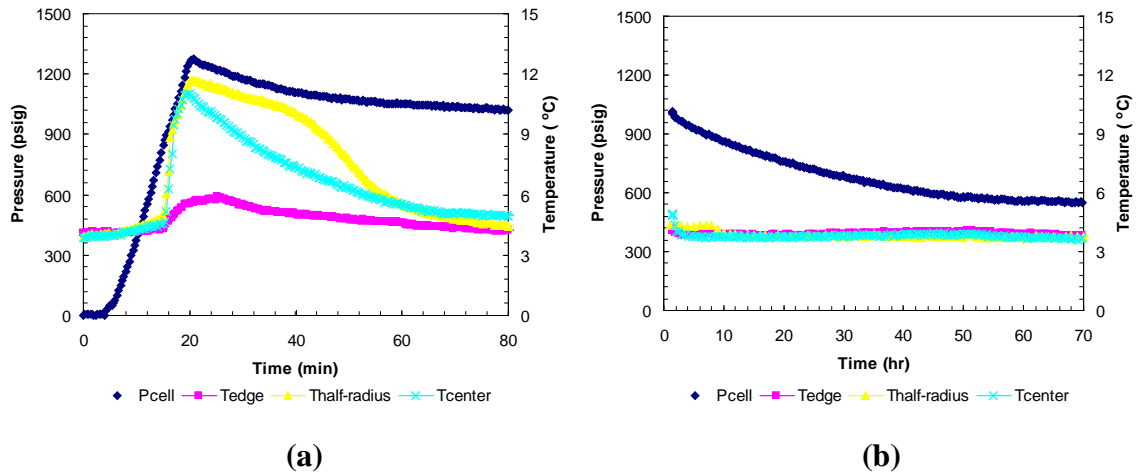 1500
1200
900
600
300
0
Pressure (psig)
15
12
9
6
3
0
Temperature ( °C)
0 20 40 60 80
Time (min)
Pcell Tedge Thalf-radius Tcenter
(a)
1500
1200
900
600
300
0
Pressure (psig)
15
12
9
6
3
0
Temperature ( °C)
0 10 20 30 40 50 60 70
Time (hr)
Pcell Tedge Thalf-radius Tcenter
(b)